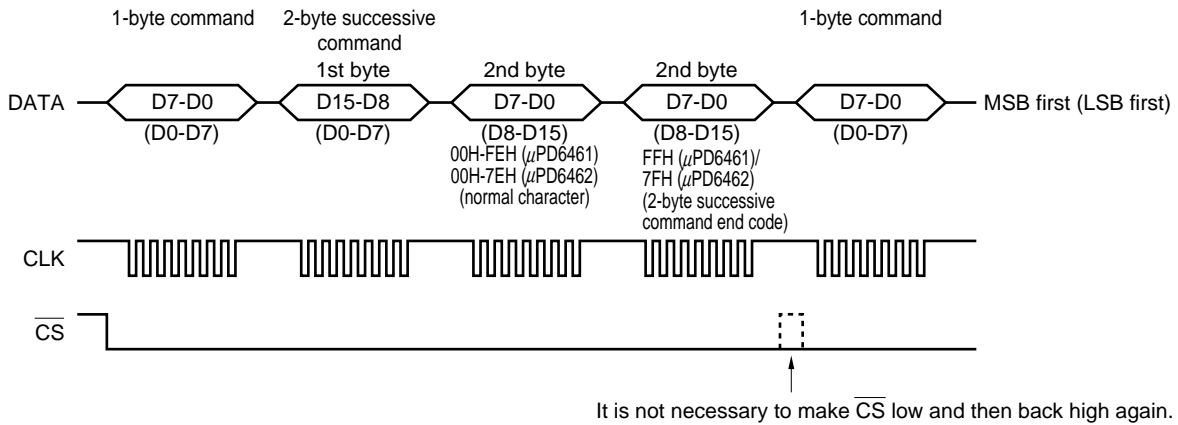 1-byte command
2-byte successive
command
1-byte command
1st byte
2nd byte
2nd byte
DATA
D7-D0
D15-D8
D7-D0
D7-D0
D7-D0
MSB first (LSB first)
(D0-D7)
(D0-D7)
(D8-D15)
(D8-D15)
(D0-D7)
00H-FEH (μPD6461)
00H-7EH (μPD6462)
(normal character)
FFH (μPD6461)/
7FH (μPD6462)
(2-byte successive
command end code)
CLK
CS
It is not necessary to make CS low and then back high again.